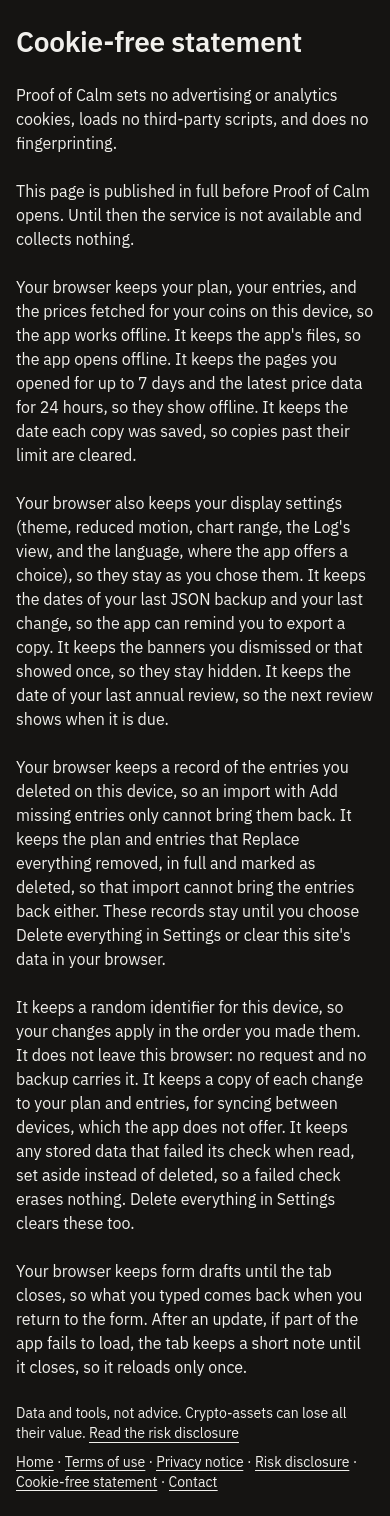 Cookie-free statement
Proof of Calm sets no advertising or analytics
cookies, loads no third-party scripts, and does no
fingerprinting.
This page is published in full before Proof of Calm
opens. Until then the service is not available and
collects nothing.
Your browser keeps your plan, your entries, and
the prices fetched for your coins on this device, so
the app works offline. It keeps the app's files, so
the app opens offline. It keeps the pages you
opened for up to 7 days and the latest price data
for 24 hours, so they show offline. It keeps the
date each copy was saved, so copies past their
limit are cleared.
Your browser also keeps your display settings
(theme, reduced motion, chart range, the Log's
view, and the language, where the app offers a
choice), so they stay as you chose them. It keeps
the dates of your last JSON backup and your last
change, so the app can remind you to export a
copy. It keeps the banners you dismissed or that
showed once, so they stay hidden. It keeps the
date of your last annual review, so the next review
shows when it is due.
Your browser keeps a record of the entries you
deleted on this device, so an import with Add
missing entries only cannot bring them back. It
keeps the plan and entries that Replace
everything removed, in full and marked as
deleted, so that import cannot bring the entries
back either. These records stay until you choose
Delete everything in Settings or clear this site's
data in your browser.
It keeps a random identifier for this device, so
your changes apply in the order you made them.
It does not leave this browser: no request and no
backup carries it. It keeps a copy of each change
to your plan and entries, for syncing between
devices, which the app does not offer. It keeps
any stored data that failed its check when read,
set aside instead of deleted, so a failed check
erases nothing. Delete everything in Settings
clears these too.
Your browser keeps form drafts until the tab
closes, so what you typed comes back when you
return to the form. After an update, if part of the
app fails to load, the tab keeps a short note until
it closes, so it reloads only once.
Data and tools, not advice. Crypto-assets can lose all
their value. Read the risk disclosure
Home · Terms of use · Privacy notice · Risk disclosure ·
Cookie-free statement · Contact